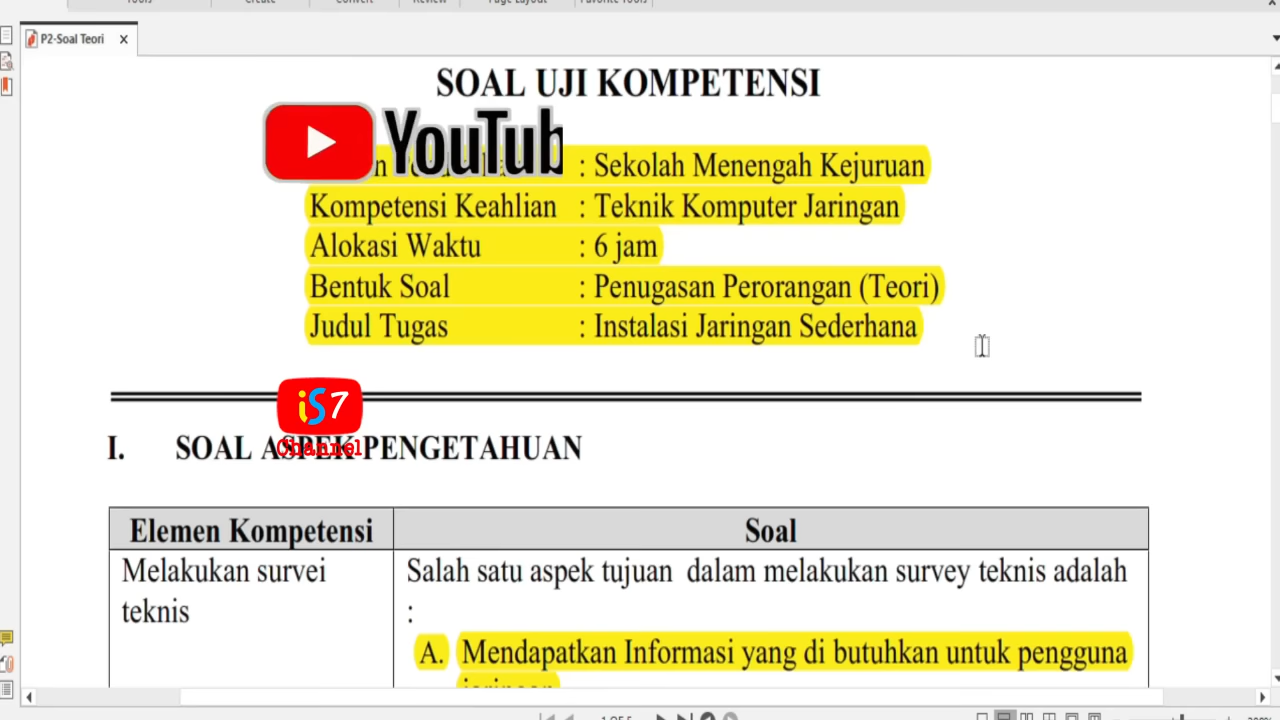 P2-Soal Teori
SOAL UJI KOMPETENSI
YouTub
: Sekolah Menengah Kejuruan
Kompetensi Keahlian : Teknik Komputer Jaringan
Alokasi Waktu : 6 jam
Bentuk Soal : Penugasan Perorangan (Teori)
Judul Tugas : Instalasi Jaringan Sederhana
iS7
Channel
I. SOAL ASPEK PENGETAHUAN
Elemen Kompetensi Soal
Melakukan survei Salah satu aspek tujuan dalam melakukan survey teknis adalah
teknis :
A. Mendapatkan Informasi yang di butuhkan untuk pengguna